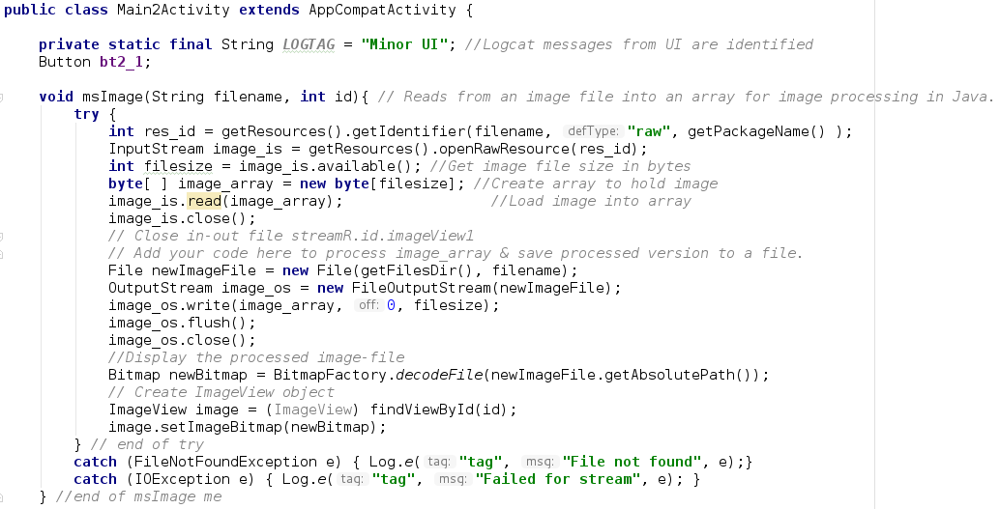 public class Main2Activity extends AppCompatActivity {
private static final String LOGTAG = "Minor UI"; //Logcat messages from UI are identified
Button bt2_1;
void msImage(String filename, int id){ // Reads from an image file into an array for image processing in Java.
try {
int res_id = getResources().getIdentifier(filename, defType: "raw", getPackageName() );
InputStream image_is = getResources().openRawResource(res_id);
int filesize = image_is.available(); //Get image file size in bytes
byte[ ] image_array = new byte[filesize]; //Create array to hold image
image_is.read(image_array); //Load image into array
image_is.close();
// Close in-out file streamR.id.imageView1
// Add your code here to process image_array & save processed version to a file.
File newImageFile = new File(getFilesDir(), filename);
OutputStream image_os = new FileOutputStream(newImageFile);
image_os.write(image_array, off: 0, filesize);
image_os.flush();
image_os.close();
//Display the processed image-file
Bitmap newBitmap = BitmapFactory.decodeFile(newImageFile.getAbsolutePath());
// Create ImageView object
ImageView image = (ImageView) findViewById(id);
image.setImageBitmap(newBitmap);
} // end of try
catch (FileNotFoundException e) { Log.e( tag: "tag", msg: "File not found", e);}
catch (IOException e) { Log.e( tag: "tag", msg: "Failed for stream", e); }
} //end of msImage me